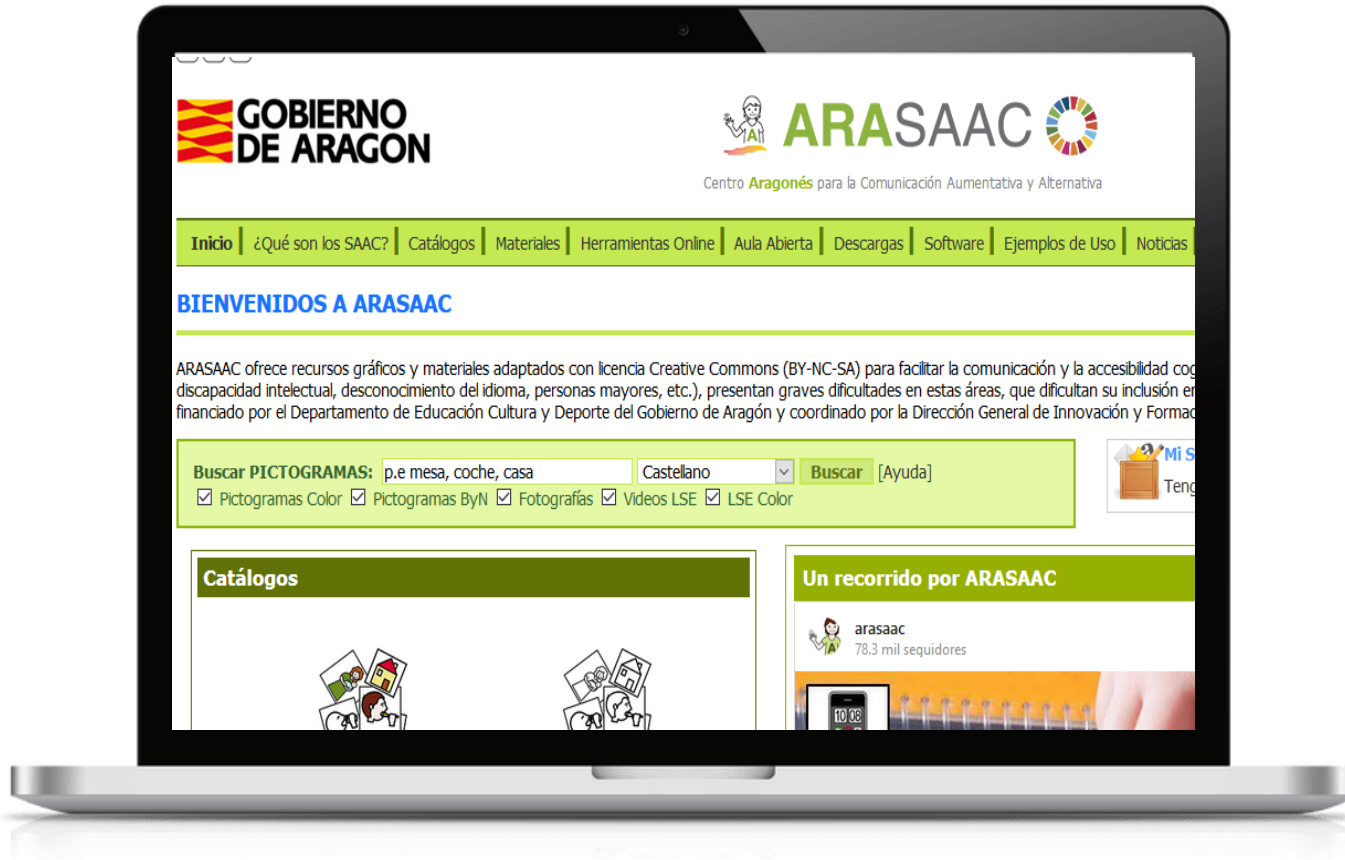 GOBIERNO
DE ARAGON
ARASAAC
Centro Aragonés para la Comunicación Aumentativa y Alternativa
Inicio ¿Qué son los SAAC? Catálogos Materiales Herramientas Online Aula Abierta Descargas Software Ejemplos de Uso Noticias
BIENVENIDOS A ARASAAC
ARASAAC ofrece recursos gráficos y materiales adaptados con licencia Creative Commons (BY-NC-SA) para facilitar la comunicación y la accesibilidad cog
discapacidad intelectual, desconocimiento del idioma, personas mayores, etc.), presentan graves dificultades en estas áreas, que dificultan su inclusión en
financiado por el Departamento de Educación Cultura y Deporte del Gobierno de Aragón y coordinado por la Dirección General de Innovación y Formac
Buscar PICTOGRAMAS: p.e mesa, coche, casa Castellano Buscar [Ayuda]
Pictogramas Color Pictogramas ByN Fotografías Videos LSE LSE Color
Mi S
Teng
Catálogos
Un recorrido por ARASAAC
arasaac
78.3 mil seguidores
10 08